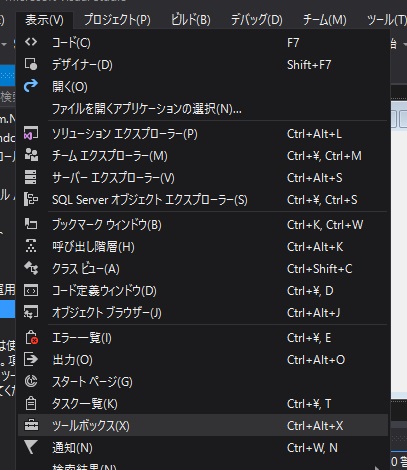 Microsoft Visual Studio
表示(V) プロジェクト(P) ビルド(B) デバッグ(D) チーム(M) ツール(T)
コード(C) F7
デザイナー(D) Shift+F7
開く(O)
ファイルを開くアプリケーションの選択(N)...
ソリューション エクスプローラー(P) Ctrl+Alt+L
チーム エクスプローラー(M) Ctrl+¥, Ctrl+M
サーバー エクスプローラー(V) Ctrl+Alt+S
SQL Server オブジェクト エクスプローラー(S) Ctrl+¥, Ctrl+S
ブックマーク ウィンドウ(B) Ctrl+K, Ctrl+W
呼び出し階層(H) Ctrl+Alt+K
クラス ビュー(A) Ctrl+Shift+C
コード定義ウィンドウ(D) Ctrl+¥, D
オブジェクト ブラウザー(J) Ctrl+Alt+J
エラー一覧(I) Ctrl+¥, E
出力(O) Ctrl+Alt+O
スタート ページ(G)
タスク一覧(K) Ctrl+¥, T
ツールボックス(X) Ctrl+Alt+X
通知(N) Ctrl+W, N
検索結果(N)